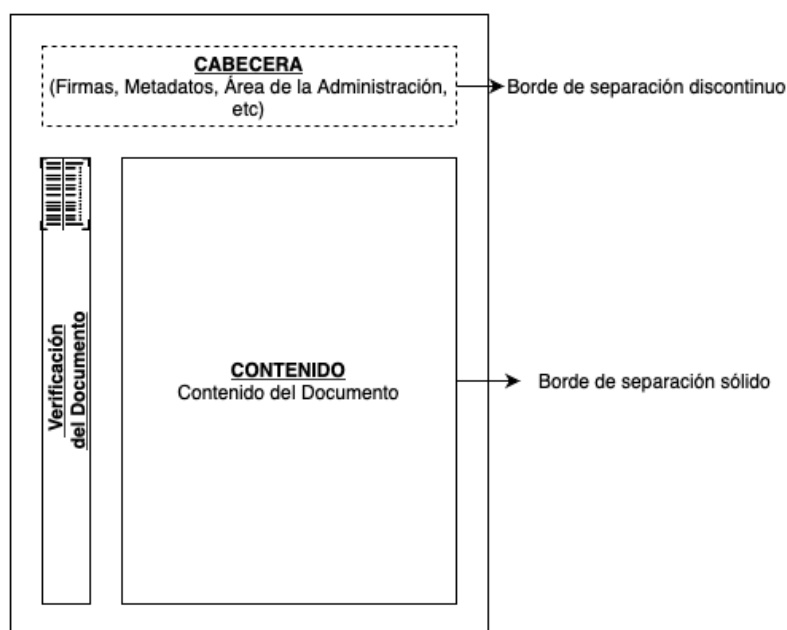 CABECERA
(Firmas, Metadatos, Área de la Administración,
etc)
Borde de separación discontinuo
Verificación
del Documento
CONTENIDO
Contenido del Documento
Borde de separación sólido